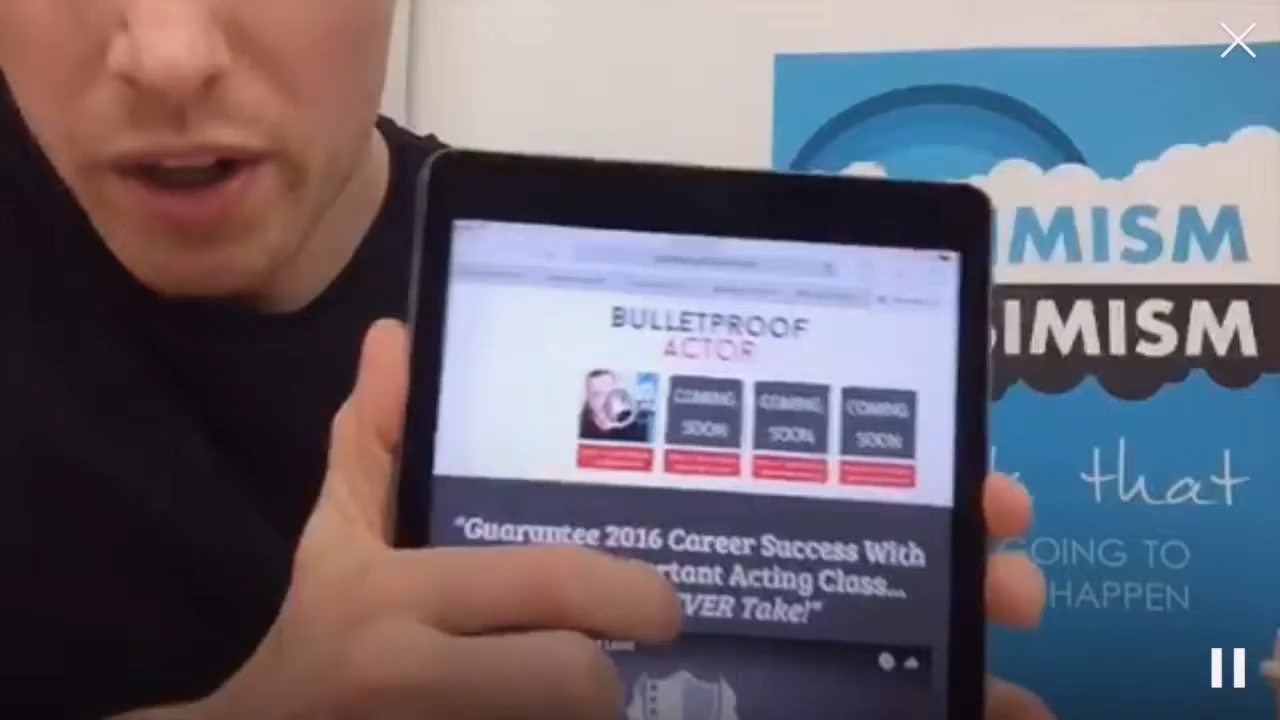 BULLETPROOF
ACTOR
COMING
SOON
COMING
SOON
COMING
SOON
"Guarantee 2016 Career Success With
rtant Acting Class...
VER Take!"
IMISM
SIMISM
that
GOING TO
HAPPEN